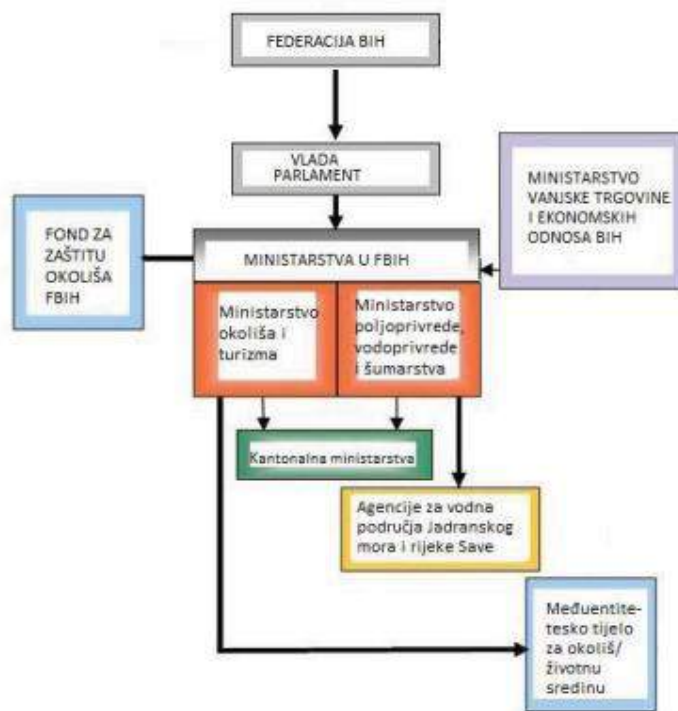 FEDERACIJA BIH
VLADA
PARLAMENT
MINISTARSTVO
VANJSKE TRGOVINE
I EKONOMSKIH
ODNOSA BIH
FOND ZA
ZAŠTITU
OKOLIŠA
FBIH
MINISTARSTVA U FBIH
Ministarstvo
okoliša i
turizma
Ministarstvo
poljoprivrede,
vodoprivrede
i šumarstva
Kantonalna ministarstva
Agencije za vodna
područja Jadranskog
mora i rijeke Save
Međuentite-
tesko tijelo
za okoliš/
životnu
sredinu